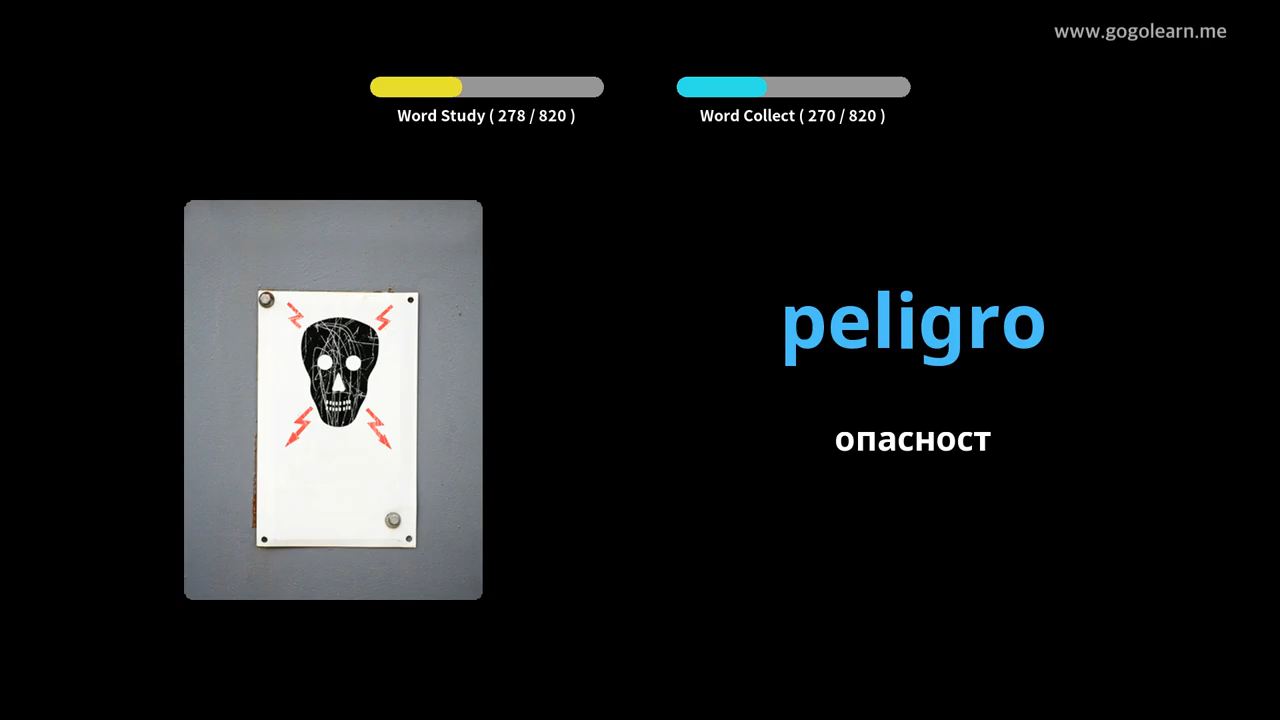 www.gogolearn.me
Word Study ( 278 / 820 )
Word Collect ( 270 / 820 )
peligro
опасност